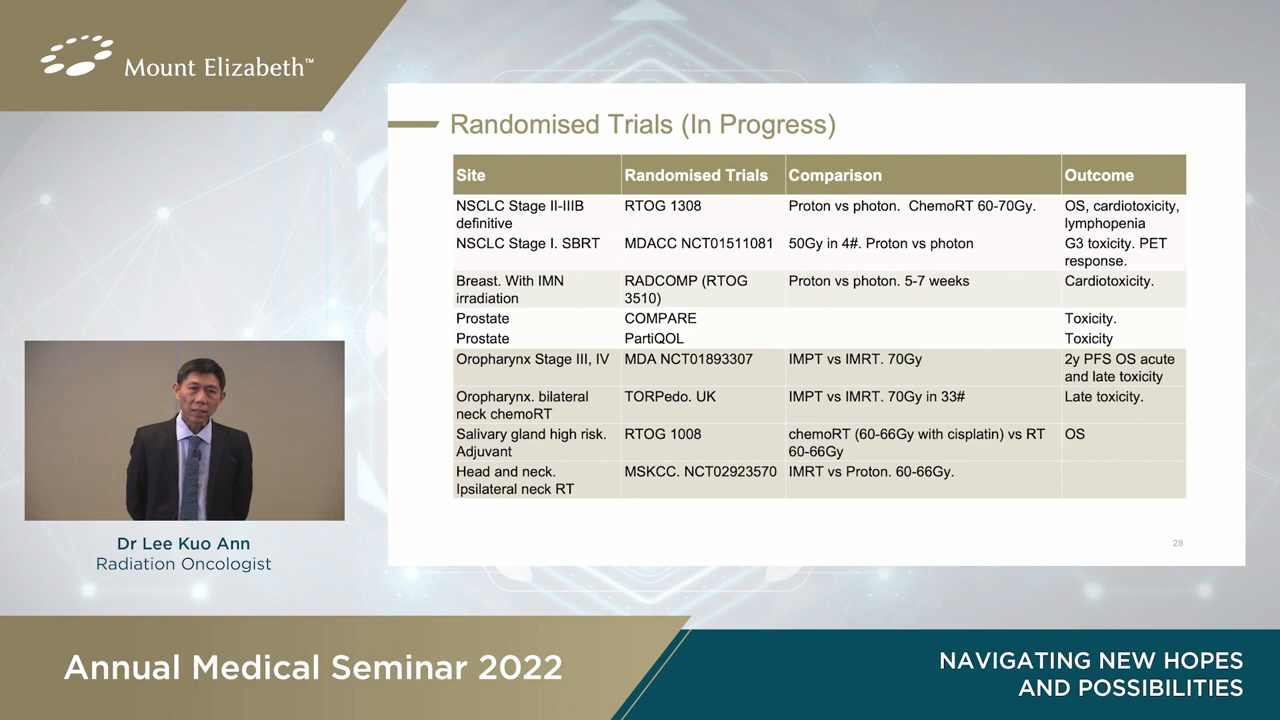 Mount Elizabeth™
Randomised Trials (In Progress)
Site Randomised Trials Comparison Outcome
NSCLC Stage II-IIIB definitive RTOG 1308 Proton vs photon. ChemoRT 60-70Gy. OS, cardiotoxicity, lymphopenia
NSCLC Stage I. SBRT MDACC NCT01511081 50Gy in 4#. Proton vs photon G3 toxicity. PET response.
Breast. With IMN irradiation RADCOMP (RTOG 3510) Proton vs photon. 5-7 weeks Cardiotoxicity.
Prostate COMPARE Toxicity.
Prostate PartiQOL Toxicity
Oropharynx Stage III, IV MDA NCT01893307 IMPT vs IMRT. 70Gy 2y PFS OS acute and late toxicity
Oropharynx. bilateral neck chemoRT TORPedo. UK IMPT vs IMRT. 70Gy in 33# Late toxicity.
Salivary gland high risk. Adjuvant RTOG 1008 chemoRT (60-66Gy with cisplatin) vs RT 60-66Gy OS
Head and neck. Ipsilateral neck RT MSKCC. NCT02923570 IMRT vs Proton. 60-66Gy.
28
Dr Lee Kuo Ann
Radiation Oncologist
Annual Medical Seminar 2022
NAVIGATING NEW HOPES
AND POSSIBILITIES